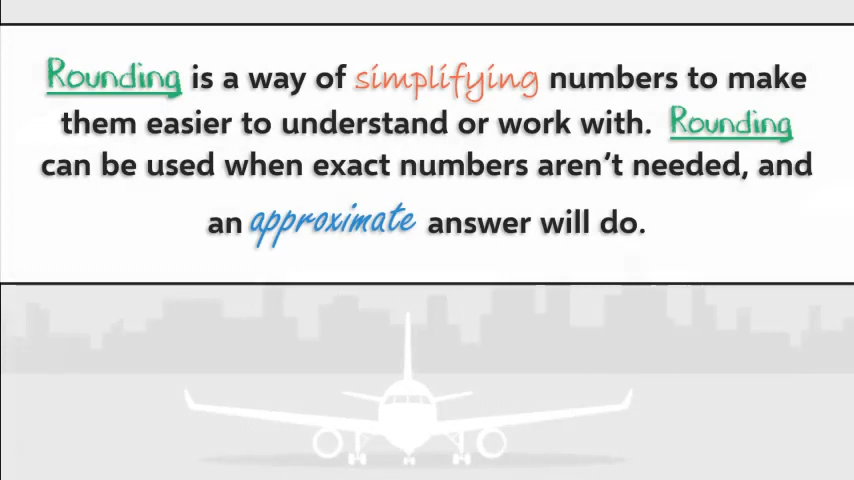 Rounding is a way of simplifying numbers to make
them easier to understand or work with. Rounding
can be used when exact numbers aren’t needed, and
an approximate answer will do.